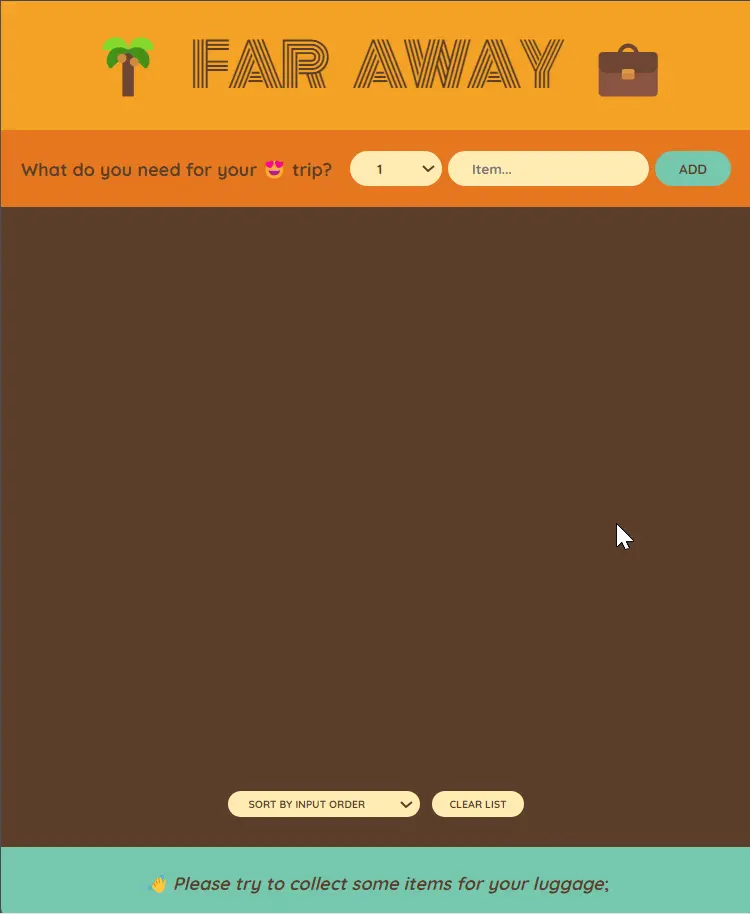 FAR AWAY
What do you need for your 😍 trip? 1 Item... ADD
SORT BY INPUT ORDER CLEAR LIST
👋 Please try to collect some items for your luggage;